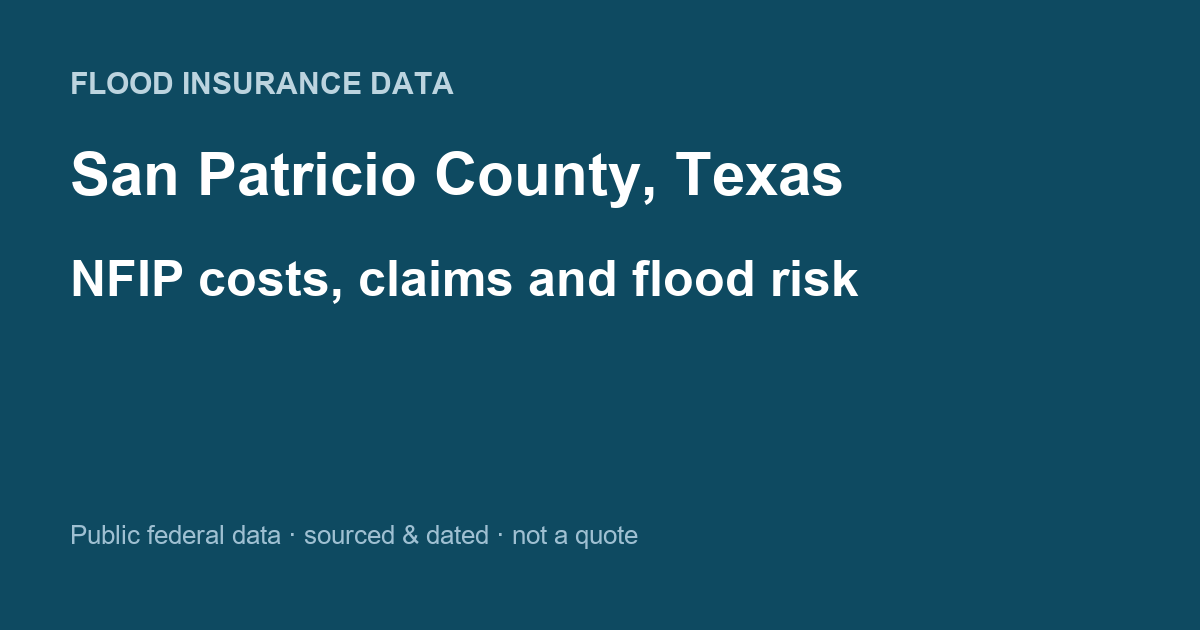 FLOOD INSURANCE DATA
San Patricio County, Texas
NFIP costs, claims and flood risk
Public federal data · sourced & dated · not a quote